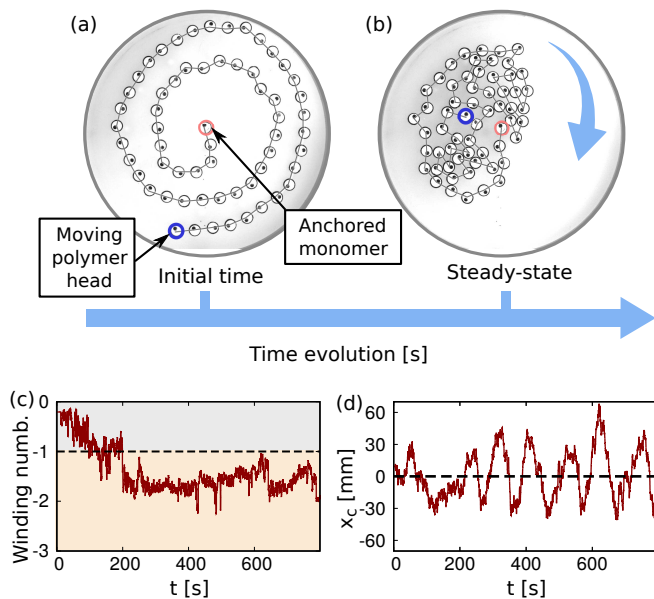 (a)
(b)
Moving
polymer
head
Anchored
monomer
Initial time
Steady-state
Time evolution [s]
(c)
Winding numb.
0
-1
-2
-3
0
200
400
600
t [s]
(d)
x_c [mm]
60
30
0
-30
-60
0
200
400
600
t [s]